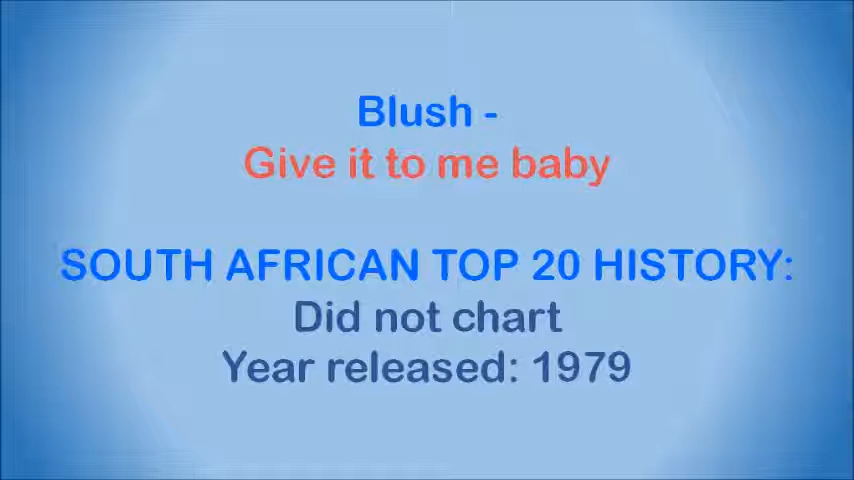 Blush -
Give it to me baby
SOUTH AFRICAN TOP 20 HISTORY:
Did not chart
Year released: 1979